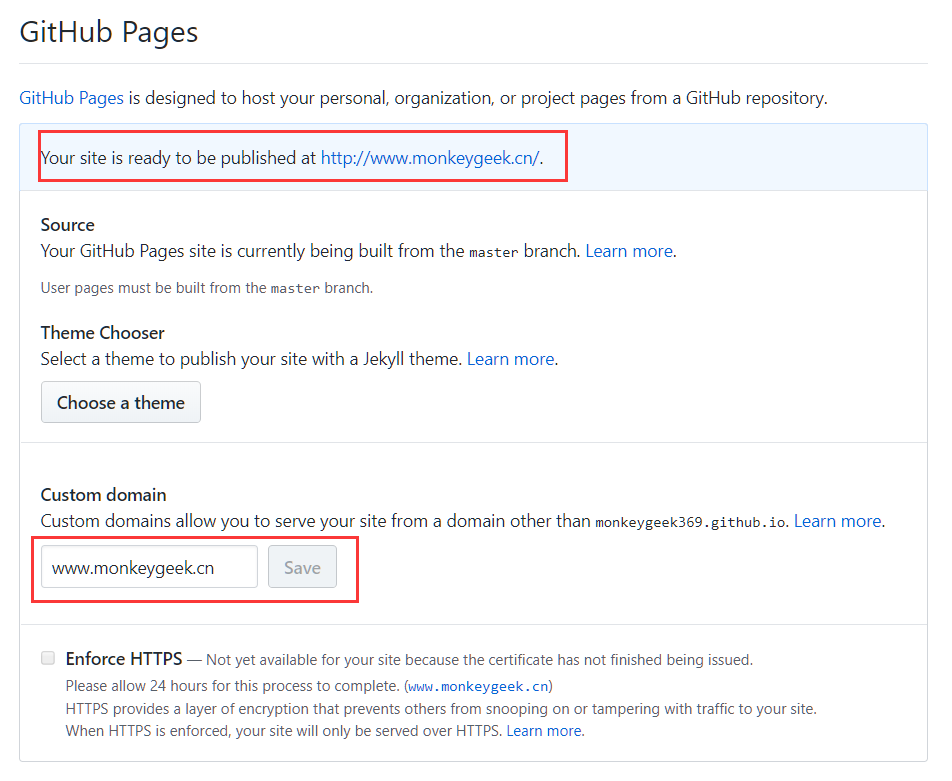 GitHub Pages
GitHub Pages is designed to host your personal, organization, or project pages from a GitHub repository.
Your site is ready to be published at http://www.monkeygeek.cn/.
Source
Your GitHub Pages site is currently being built from the master branch. Learn more.
User pages must be built from the master branch.
Theme Chooser
Select a theme to publish your site with a Jekyll theme. Learn more.
Choose a theme
Custom domain
Custom domains allow you to serve your site from a domain other than monkeygeek369.github.io. Learn more.
www.monkeygeek.cn Save
Enforce HTTPS — Not yet available for your site because the certificate has not finished being issued.
Please allow 24 hours for this process to complete. (www.monkeygeek.cn)
HTTPS provides a layer of encryption that prevents others from snooping on or tampering with traffic to your site.
When HTTPS is enforced, your site will only be served over HTTPS. Learn more.